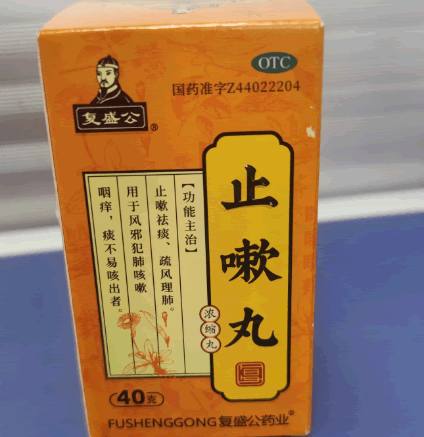 OTC
国药准字Z44022204
复盛公®
止嗽丸
浓缩丸
【功能主治】
止嗽祛痰、疏风理肺。
用于风邪犯肺咳嗽
咽痒，痰不易咳出者。
40克
FUSHENGGONG 复盛公药业®